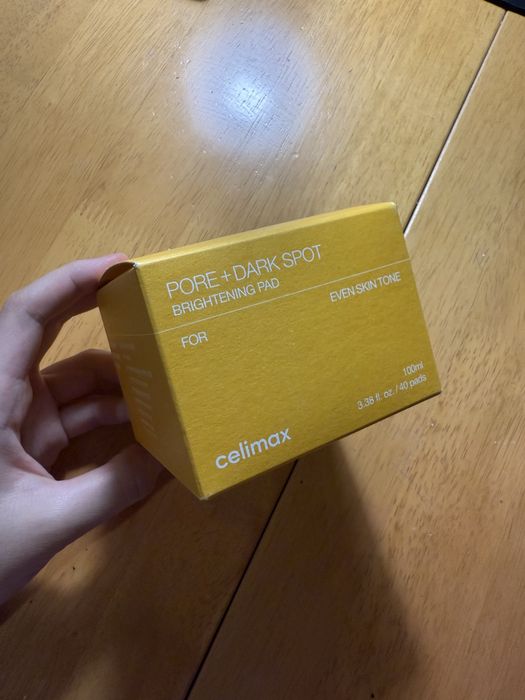 PORE + DARK SPOT
BRIGHTENING PAD
FOR
EVEN SKIN TONE
100ml
3.38 fl. oz. / 40 pads
celimax